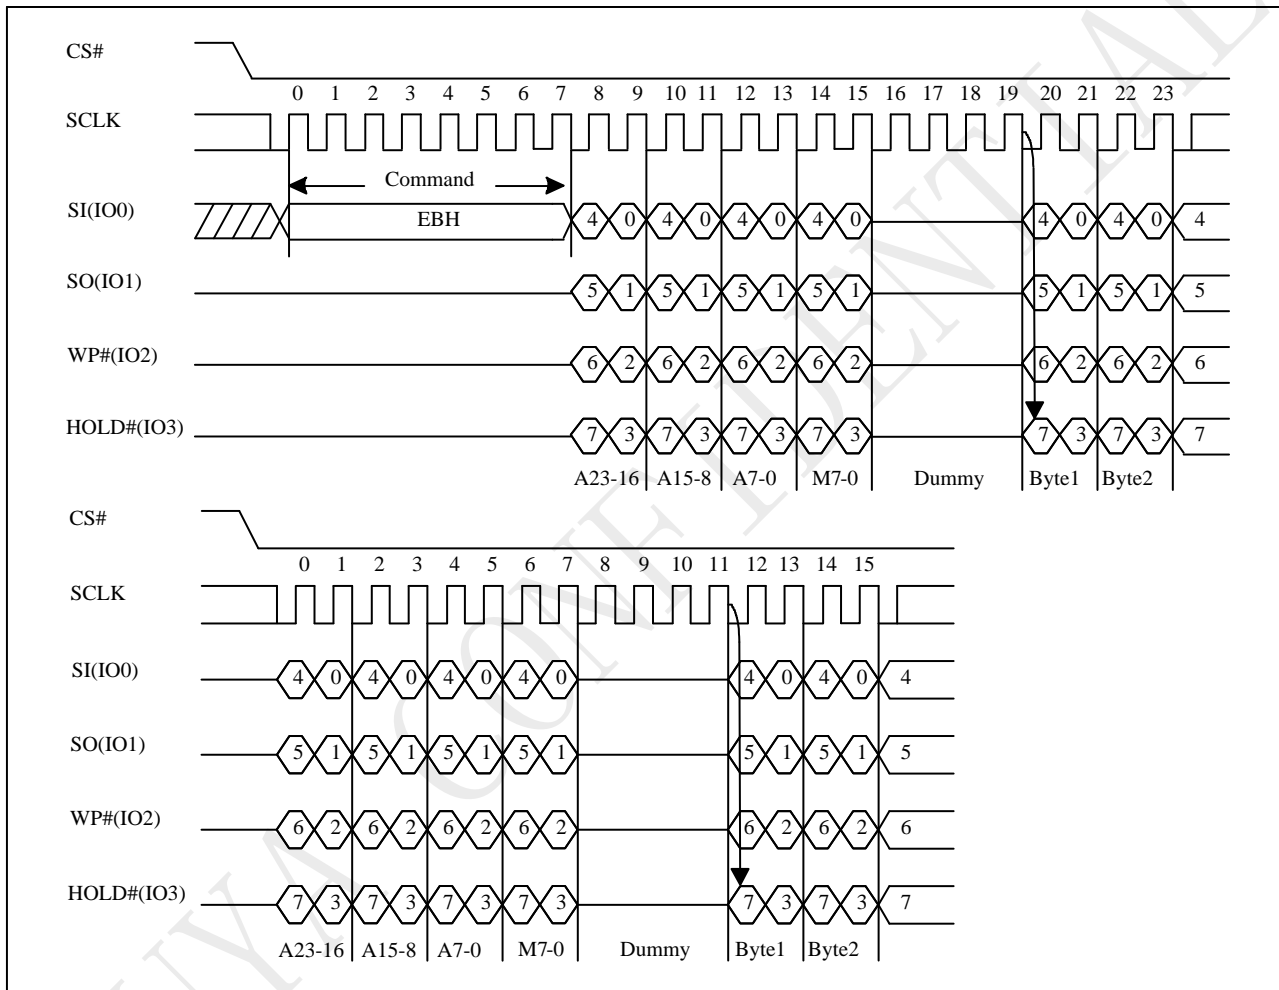 CS#
0 1 2 3 4 5 6 7 8 9 10 11 12 13 14 15 16 17 18 19 20 21 22 23
SCLK
Command
SI(IO0) EBH 4 0 4 0 4 0 4 0 4 0 4 0 4
SO(IO1) 5 1 5 1 5 1 5 1 5 1 5 1 5
WP#(IO2) 6 2 6 2 6 2 6 2 6 2 6 2 6
HOLD#(IO3) 7 3 7 3 7 3 7 3 7 3 7 3 7
A23-16 A15-8 A7-0 M7-0 Dummy Byte1 Byte2
CS#
0 1 2 3 4 5 6 7 8 9 10 11 12 13 14 15
SCLK
SI(IO0) 4 0 4 0 4 0 4 0 4 0 4 0 4
SO(IO1) 5 1 5 1 5 1 5 1 5 1 5 1 5
WP#(IO2) 6 2 6 2 6 2 6 2 6 2 6 2 6
HOLD#(IO3) 7 3 7 3 7 3 7 3 7 3 7 3 7
A23-16 A15-8 A7-0 M7-0 Dummy Byte1 Byte2
CONFIDENTIAL